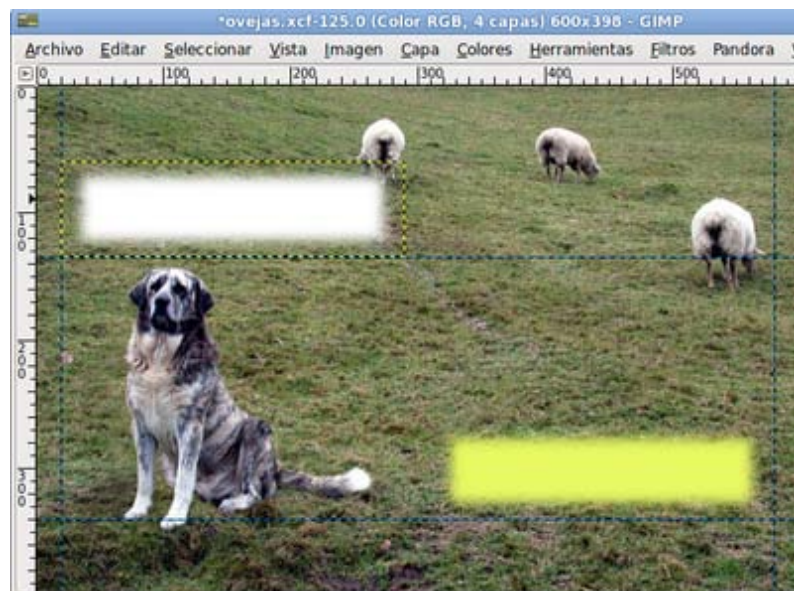 *ovejas.xcf-125.0 (Color RGB, 4 capas) 600x398 – GIMP
Archivo Editar Seleccionar Vista Imagen Capa Colores Herramientas Filtros Pandora
0 100 200 300 400 500
0
100
200
300